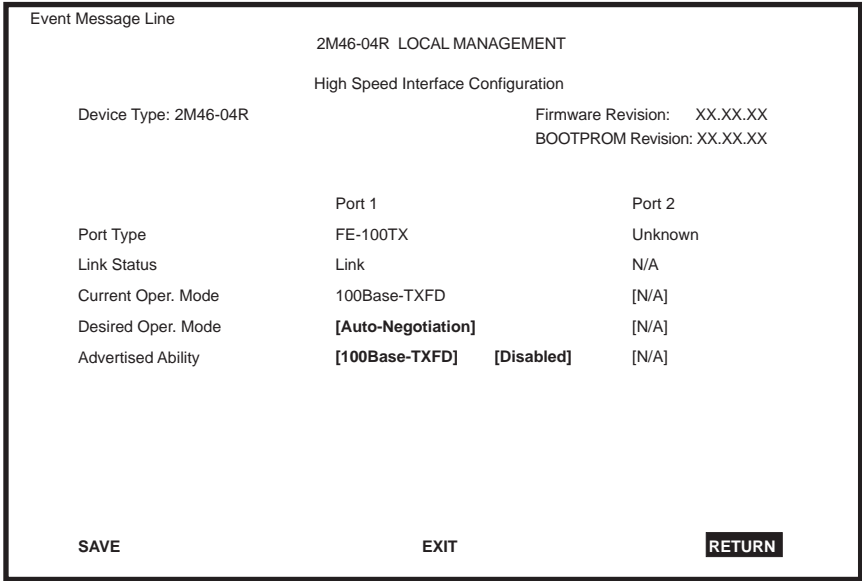 Event Message Line
2M46-04R LOCAL MANAGEMENT
High Speed Interface Configuration
Device Type: 2M46-04R Firmware Revision: XX.XX.XX
BOOTPROM Revision: XX.XX.XX
Port 1 Port 2
Port Type FE-100TX Unknown
Link Status Link N/A
Current Oper. Mode 100Base-TXFD [N/A]
Desired Oper. Mode [Auto-Negotiation] [N/A]
Advertised Ability [100Base-TXFD] [Disabled] [N/A]
SAVE EXIT RETURN